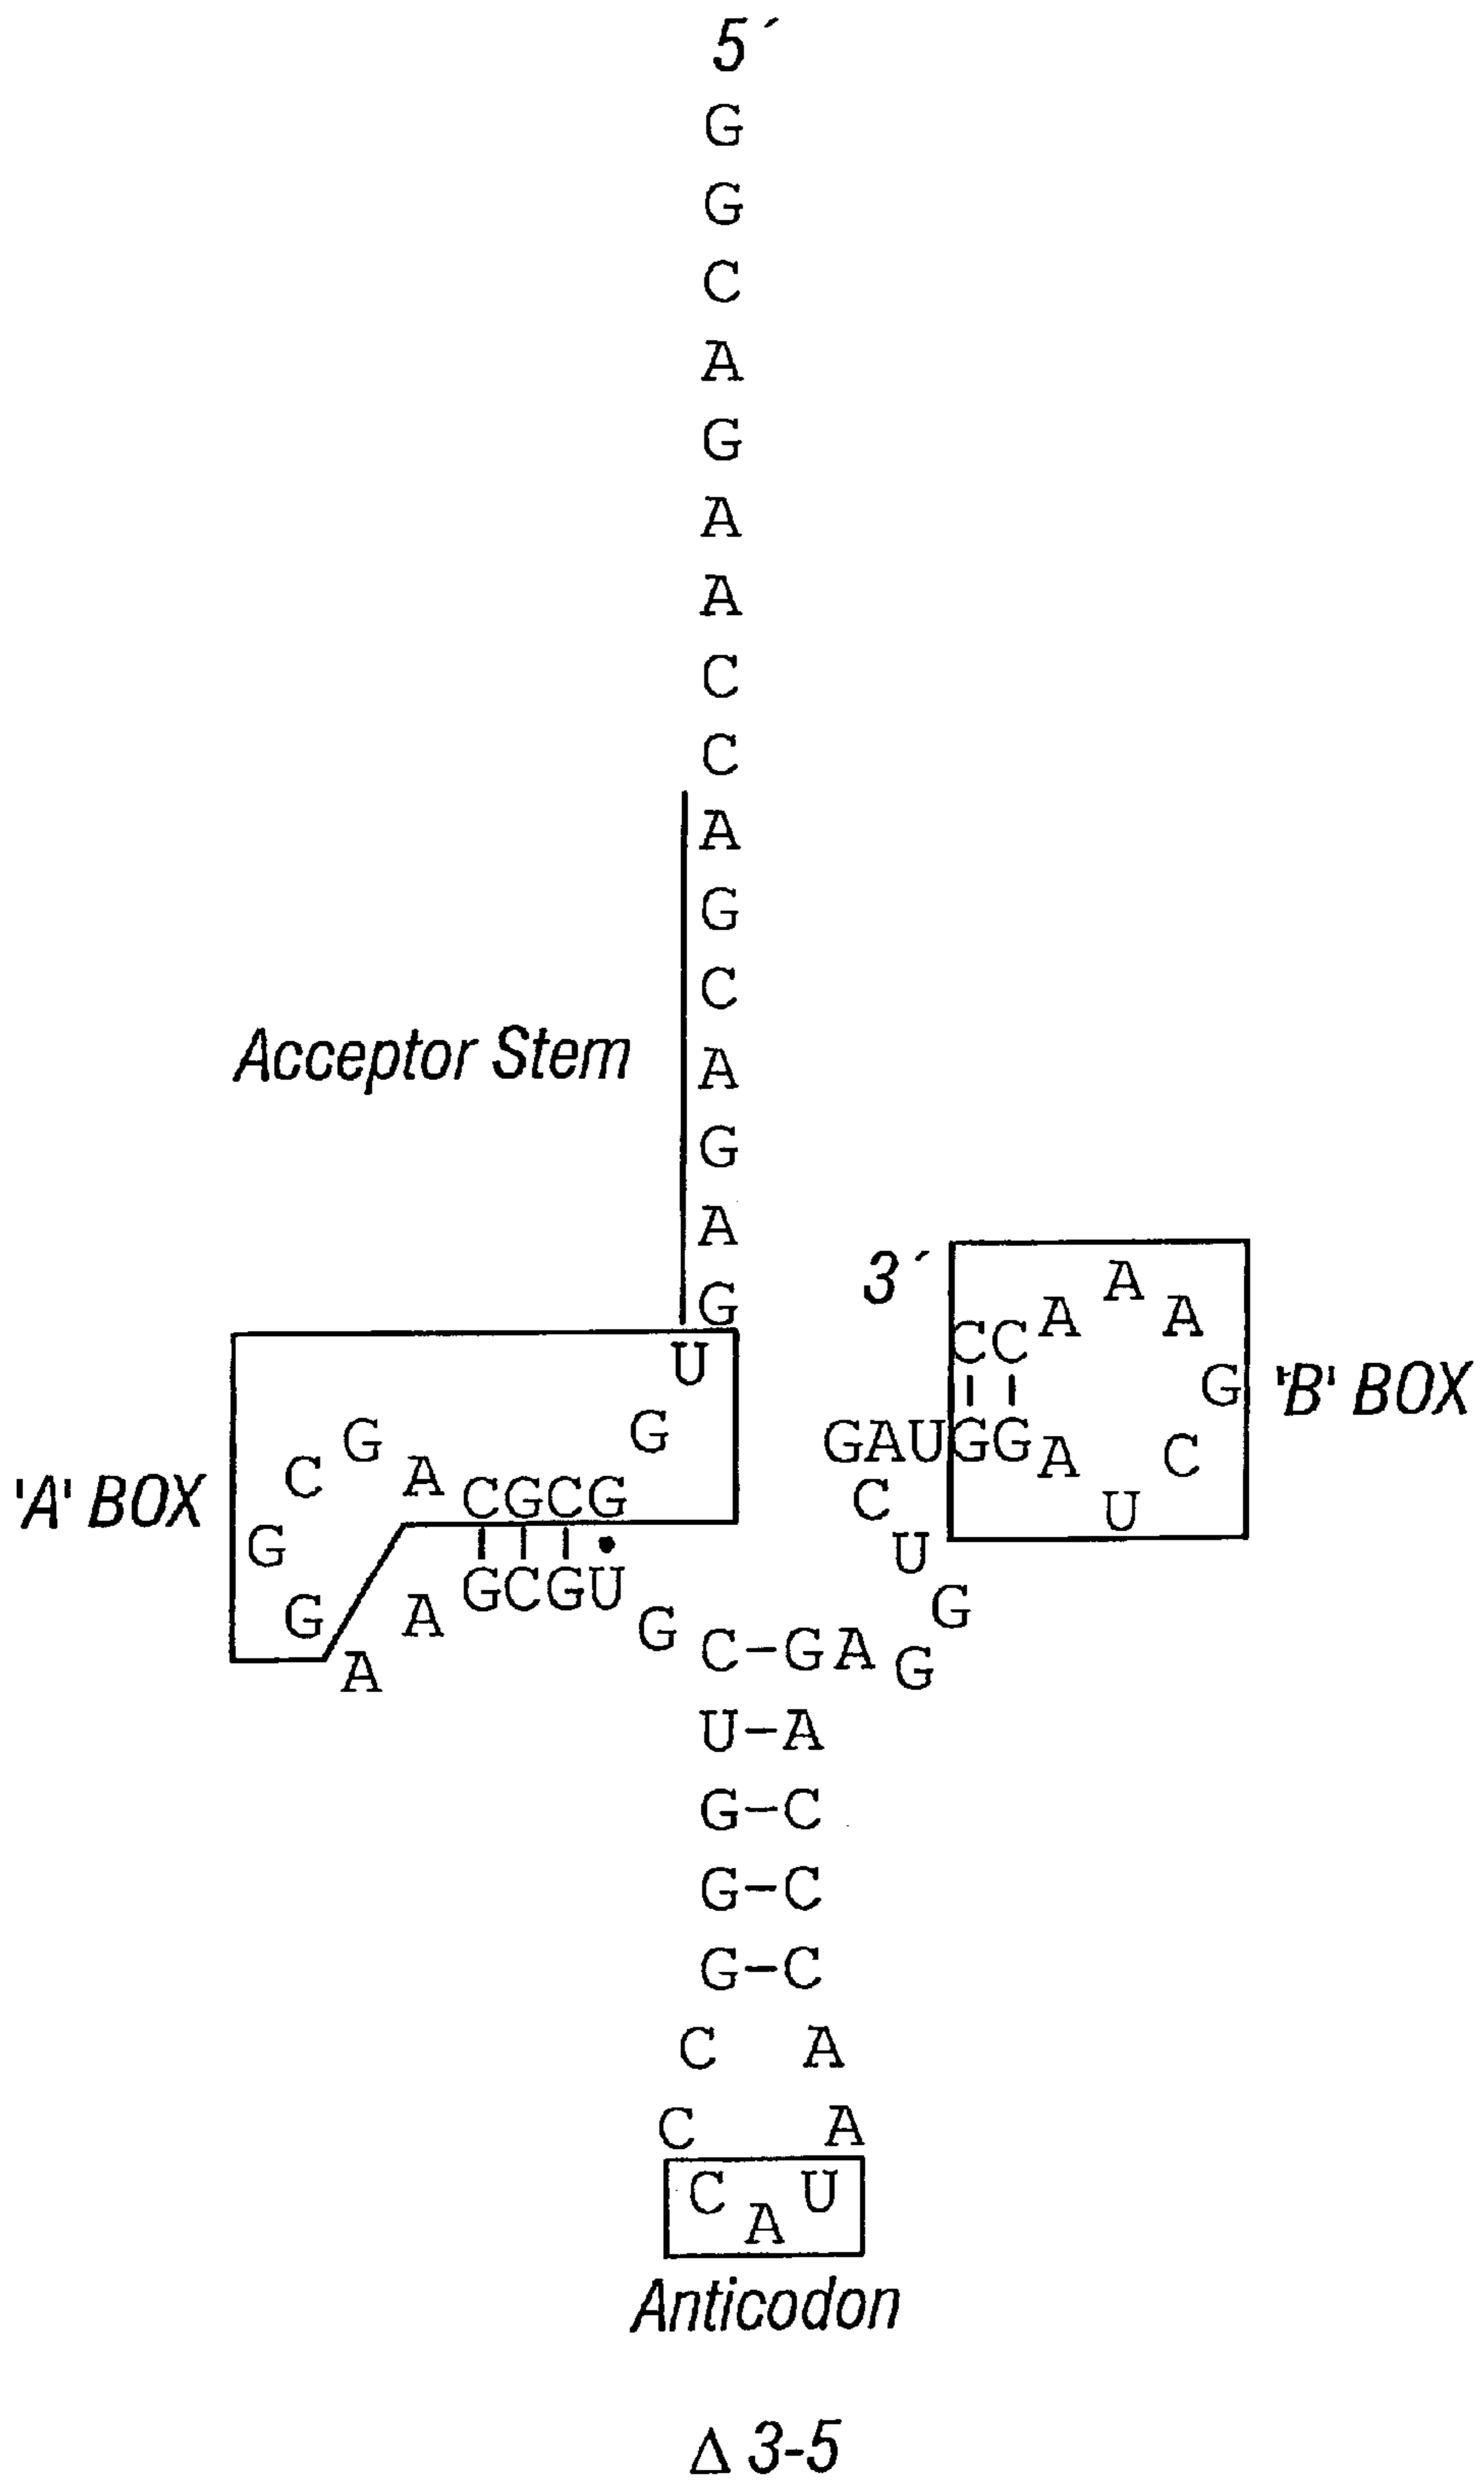 5´
G
G
C
A
G
A
A
C
C
A
G
C
Acceptor Stem A
G
A
3´ A
G A A
CC
U
G 'B' BOX
G
G GAUGG A C
C A
'A' BOX CGCG C U
G U
GCGU
G A G
G C-GA G
A
U-A
G-C
G-C
G-C
C A
C A
C U
A
Anticodon
Δ 3-5